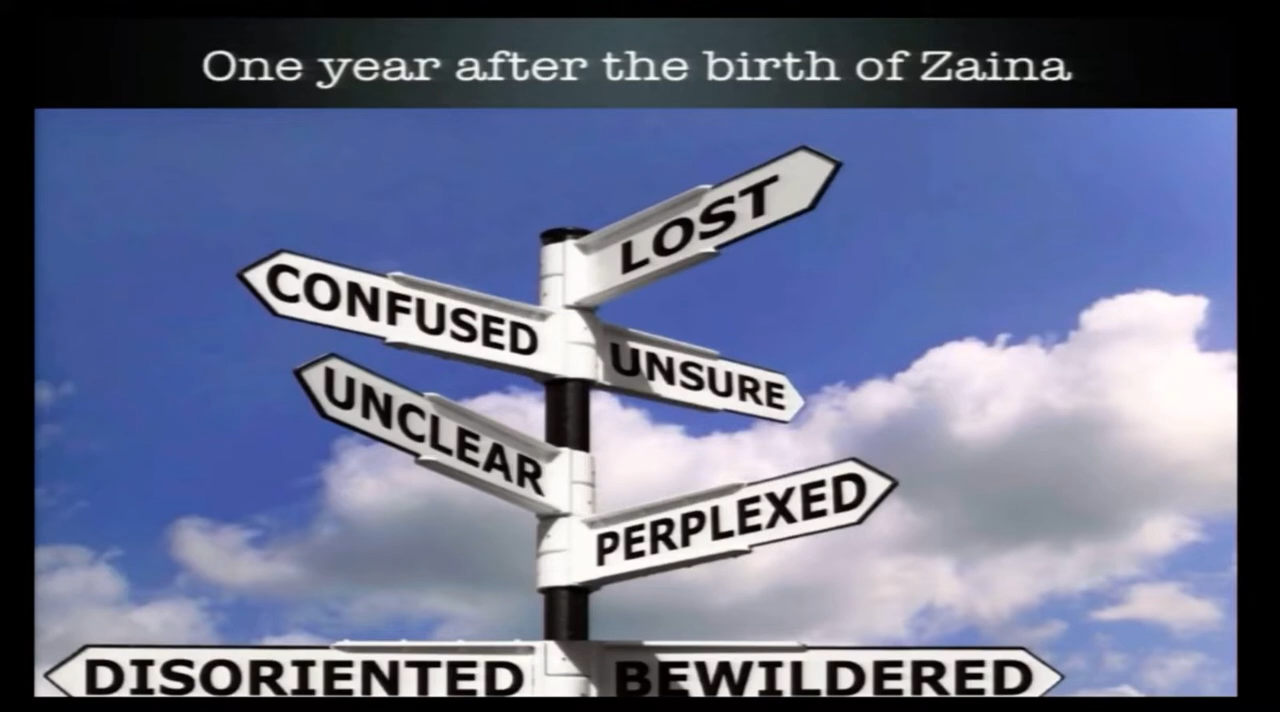 One year after the birth of Zaina
LOST
CONFUSED
UNSURE
UNCLEAR
PERPLEXED
DISORIENTED
BEWILDERED